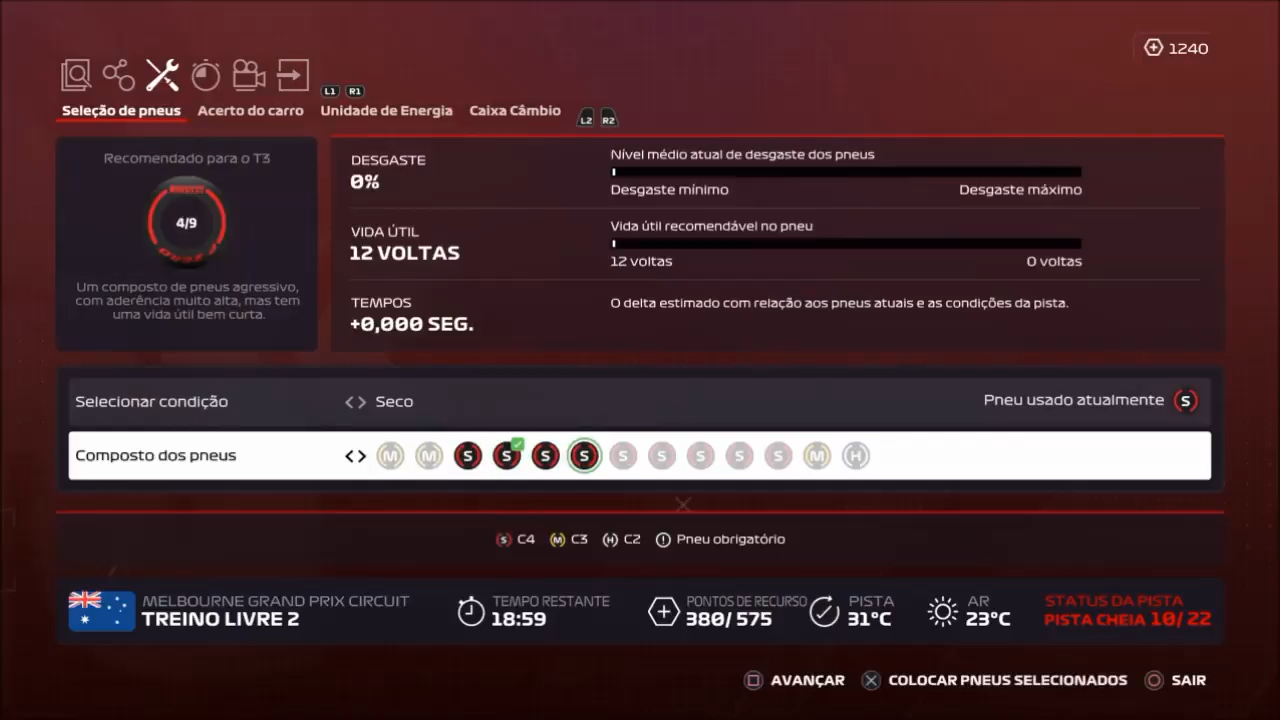 1240
L1 R1
Seleção de pneus Acerto do carro Unidade de Energia Caixa Câmbio L2 R2
Recomendado para o T3
4/9
Um composto de pneus agressivo,
com aderência muito alta, mas tem
uma vida útil bem curta.
DESGASTE
0%
Nível médio atual de desgaste dos pneus
Desgaste mínimo Desgaste máximo
VIDA ÚTIL
12 VOLTAS
Vida útil recomendável no pneu
12 voltas 0 voltas
TEMPOS
+0,000 SEG.
O delta estimado com relação aos pneus atuais e as condições da pista.
Selecionar condição <> Seco Pneu usado atualmente S
Composto dos pneus <> M M S S S S S S S S S M H
S C4 M C3 H C2 Pneu obrigatório
MELBOURNE GRAND PRIX CIRCUIT
TREINO LIVRE 2
TEMPO RESTANTE
18:59
PONTOS DE RECURSO
380/575
PISTA
31°C
AR
23°C
STATUS DA PISTA
PISTA CHEIA 10/22
AVANÇAR COLOCAR PNEUS SELECIONADOS SAIR